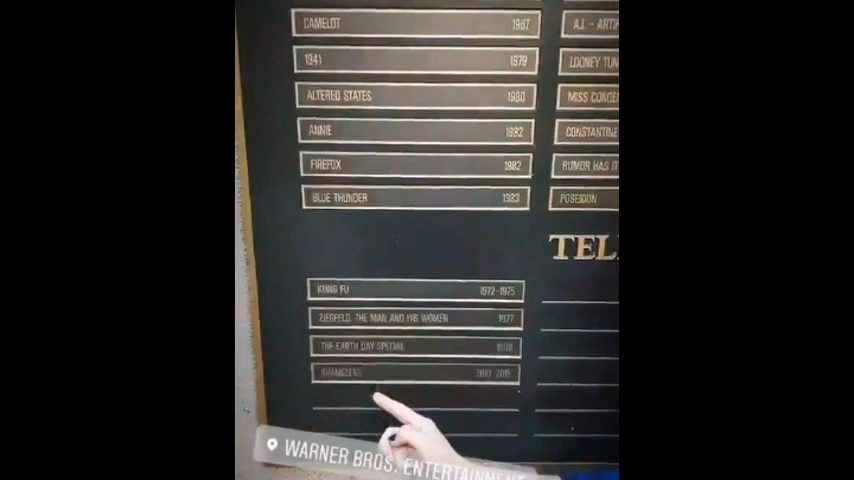 CAMELOT 1967
1941 1979
ALTERED STATES 1980
ANNIE 1982
FIREFOX 1982
BLUE THUNDER 1983
A.I. - ARTIF
LOONEY TUN
MISS CONGE
CONSTANTINE
RUMOR HAS IT
POSEIDON
TEL
KUNG FU 1972-1975
ZIEGFELD: THE MAN AND HIS WOMEN 1977
THE EARTH DAY SPECIAL 1990
SHAMELESS
WARNER BROS. ENTERTAINMENT